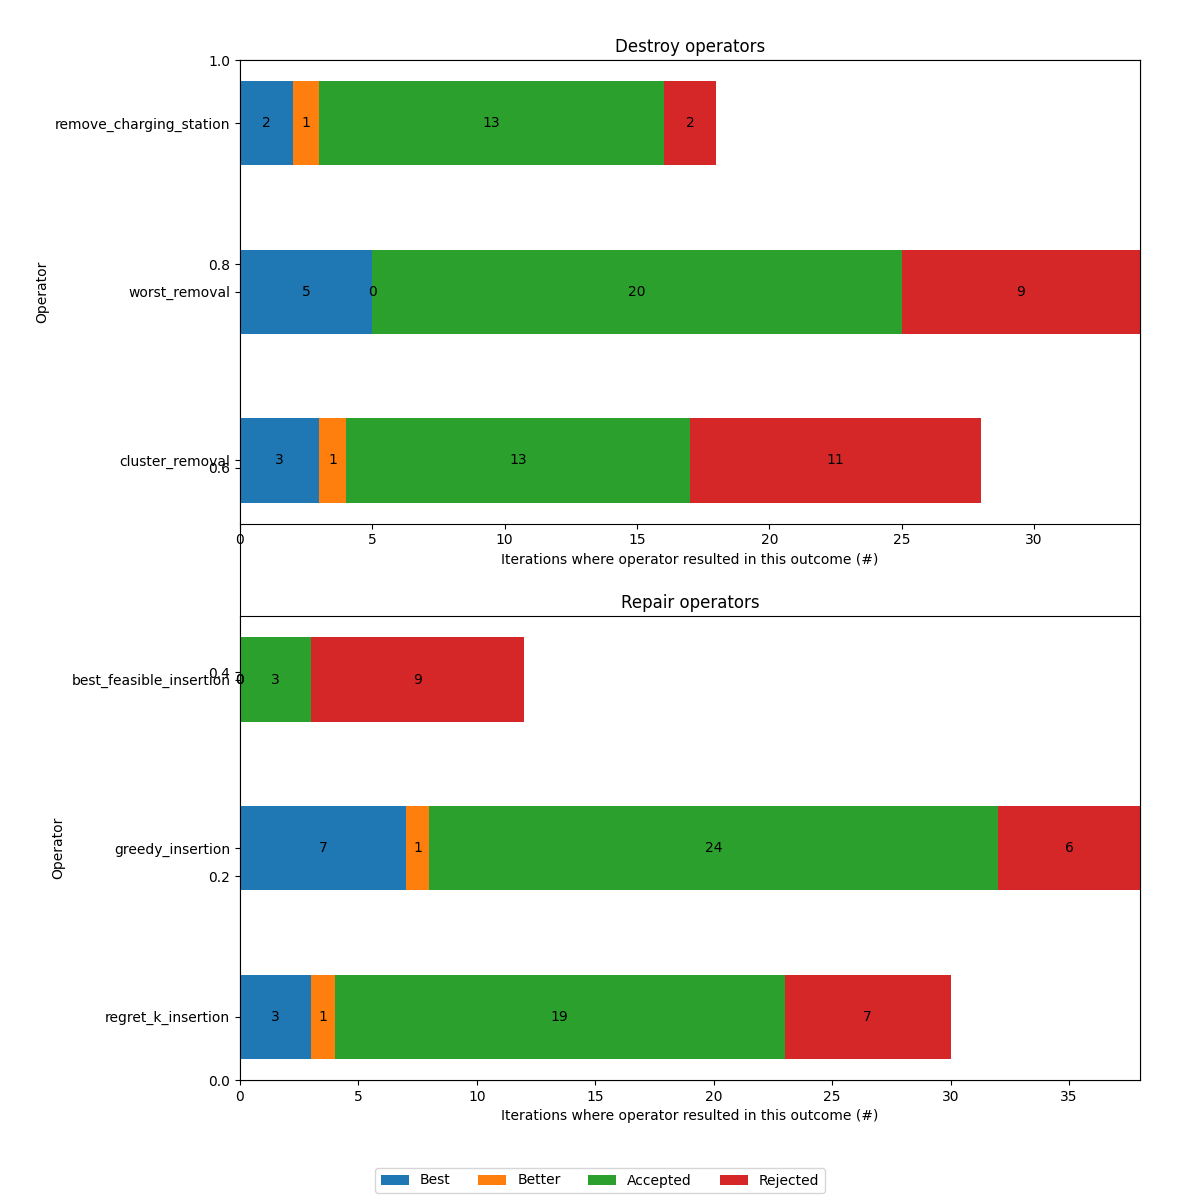 Destroy operators
1.0
remove_charging_station
2 1 13 2
0.8
worst_removal
5 0 20 9
Operator
cluster_removal
3 1 13 11
0.6
0 5 10 15 20 25 30
Iterations where operator resulted in this outcome (#)
Repair operators
0.4
best_feasible_insertion
0 3 9
greedy_insertion
7 1 24 6
Operator
0.2
regret_k_insertion
3 1 19 7
0.0
0 5 10 15 20 25 30 35
Iterations where operator resulted in this outcome (#)
Best Better Accepted Rejected